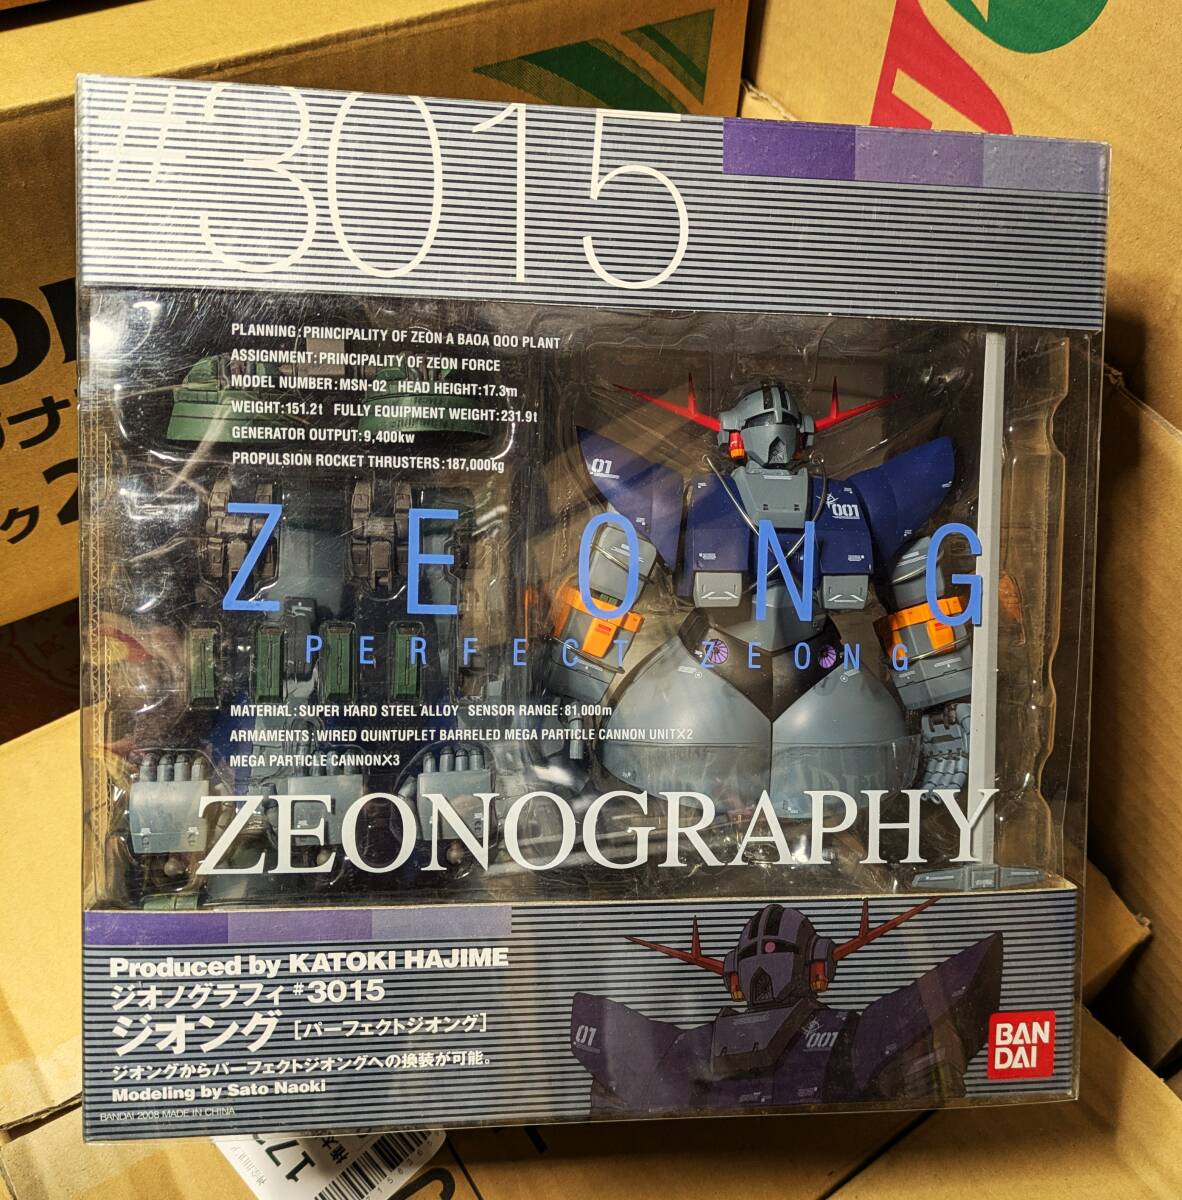 #3015
PLANNING:PRINCIPALITY OF ZEON A BAOA QOO PLANT
ASSIGNMENT:PRINCIPALITY OF ZEON FORCE
MODEL NUMBER:MSN-02 HEAD HEIGHT:17.3m
WEIGHT:151.2t FULLY EQUIPMENT WEIGHT:231.9t
GENERATOR OUTPUT:9,400kw
PROPULSION ROCKET THRUSTERS:187,000kg
01
001
ZEONG
PERFECT ZEONG
MATERIAL:SUPER HARD STEEL ALLOY SENSOR RANGE:81,000m
ARMAMENTS:WIRED QUINTUPLET BARRELED MEGA PARTICLE CANNON UNIT×2
MEGA PARTICLE CANNON×3
ZEONOGRAPHY
Produced by KATOKI HAJIME
ジオノグラフィ #3015
ジオング [パーフェクトジオング]
ジオングからパーフェクトジオングへの換装が可能。
Modeling by Sato Naoki
BANDAI 2008 MADE IN CHINA
01
001
BAN
DAI